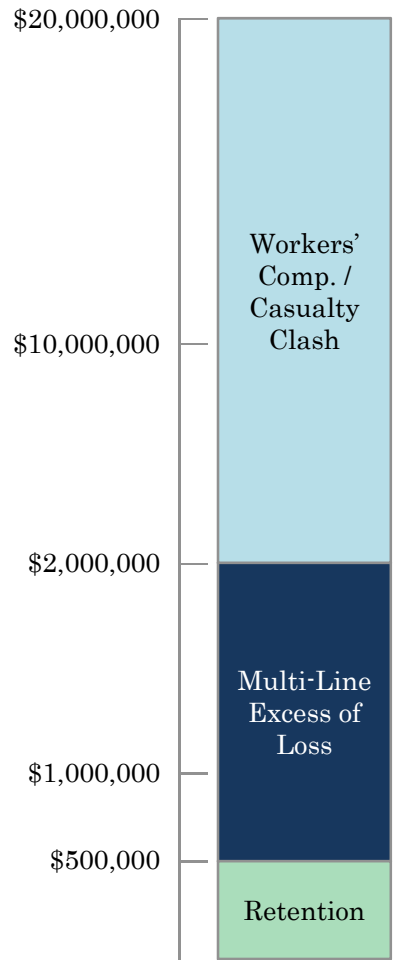 $20,000,000
Workers’
Comp. /
Casualty
Clash
$10,000,000
$2,000,000
Multi-Line
Excess of
Loss
$1,000,000
$500,000
Retention